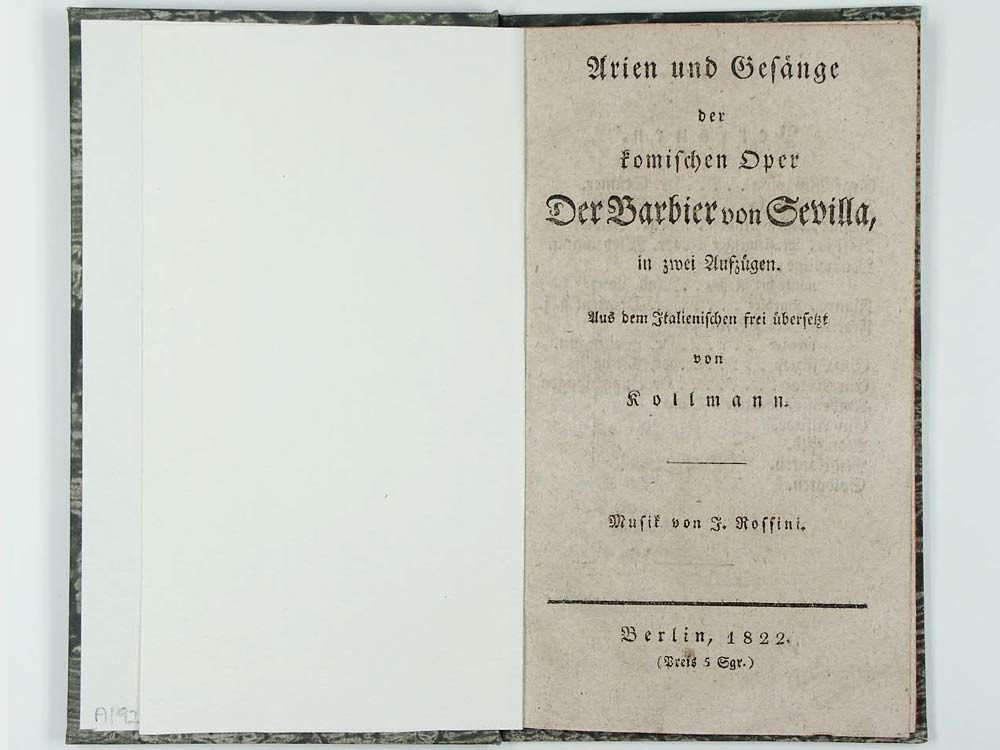 Arien und Geſänge
der
komiſchen Oper
Der Barbier von Sevilla,
in zwei Aufzügen.
Aus dem Italieniſchen frei überſetzt
von
Kollmann.
Muſik von J. Roſſini.
Berlin, 1822.
(Preis 5 Sgr.)
A192